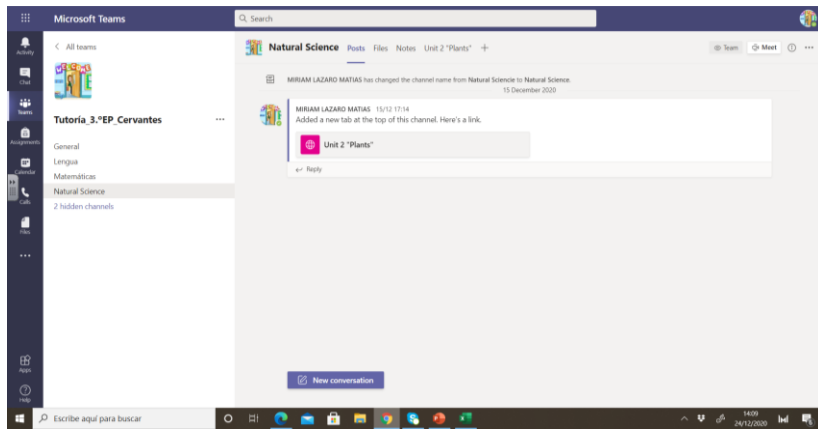 Microsoft Teams
Search
Activity
Chat
Teams
Assignments
Calendar
Calls
Files
Apps
Help
All teams
Tutoría_3.ºEP_Cervantes
General
Lengua
Matemáticas
Natural Science
2 hidden channels
Natural Science Posts Files Notes Unit 2 "Plants"
Team Meet
MIRIAM LAZARO MATIAS has changed the channel name from Natural Sciencie to Natural Science.
15 December 2020
MIRIAM LAZARO MATIAS 15/12 17:14
Added a new tab at the top of this channel. Here's a link.
Unit 2 "Plants"
Reply
New conversation
Escribe aquí para buscar
14:09
24/12/2020